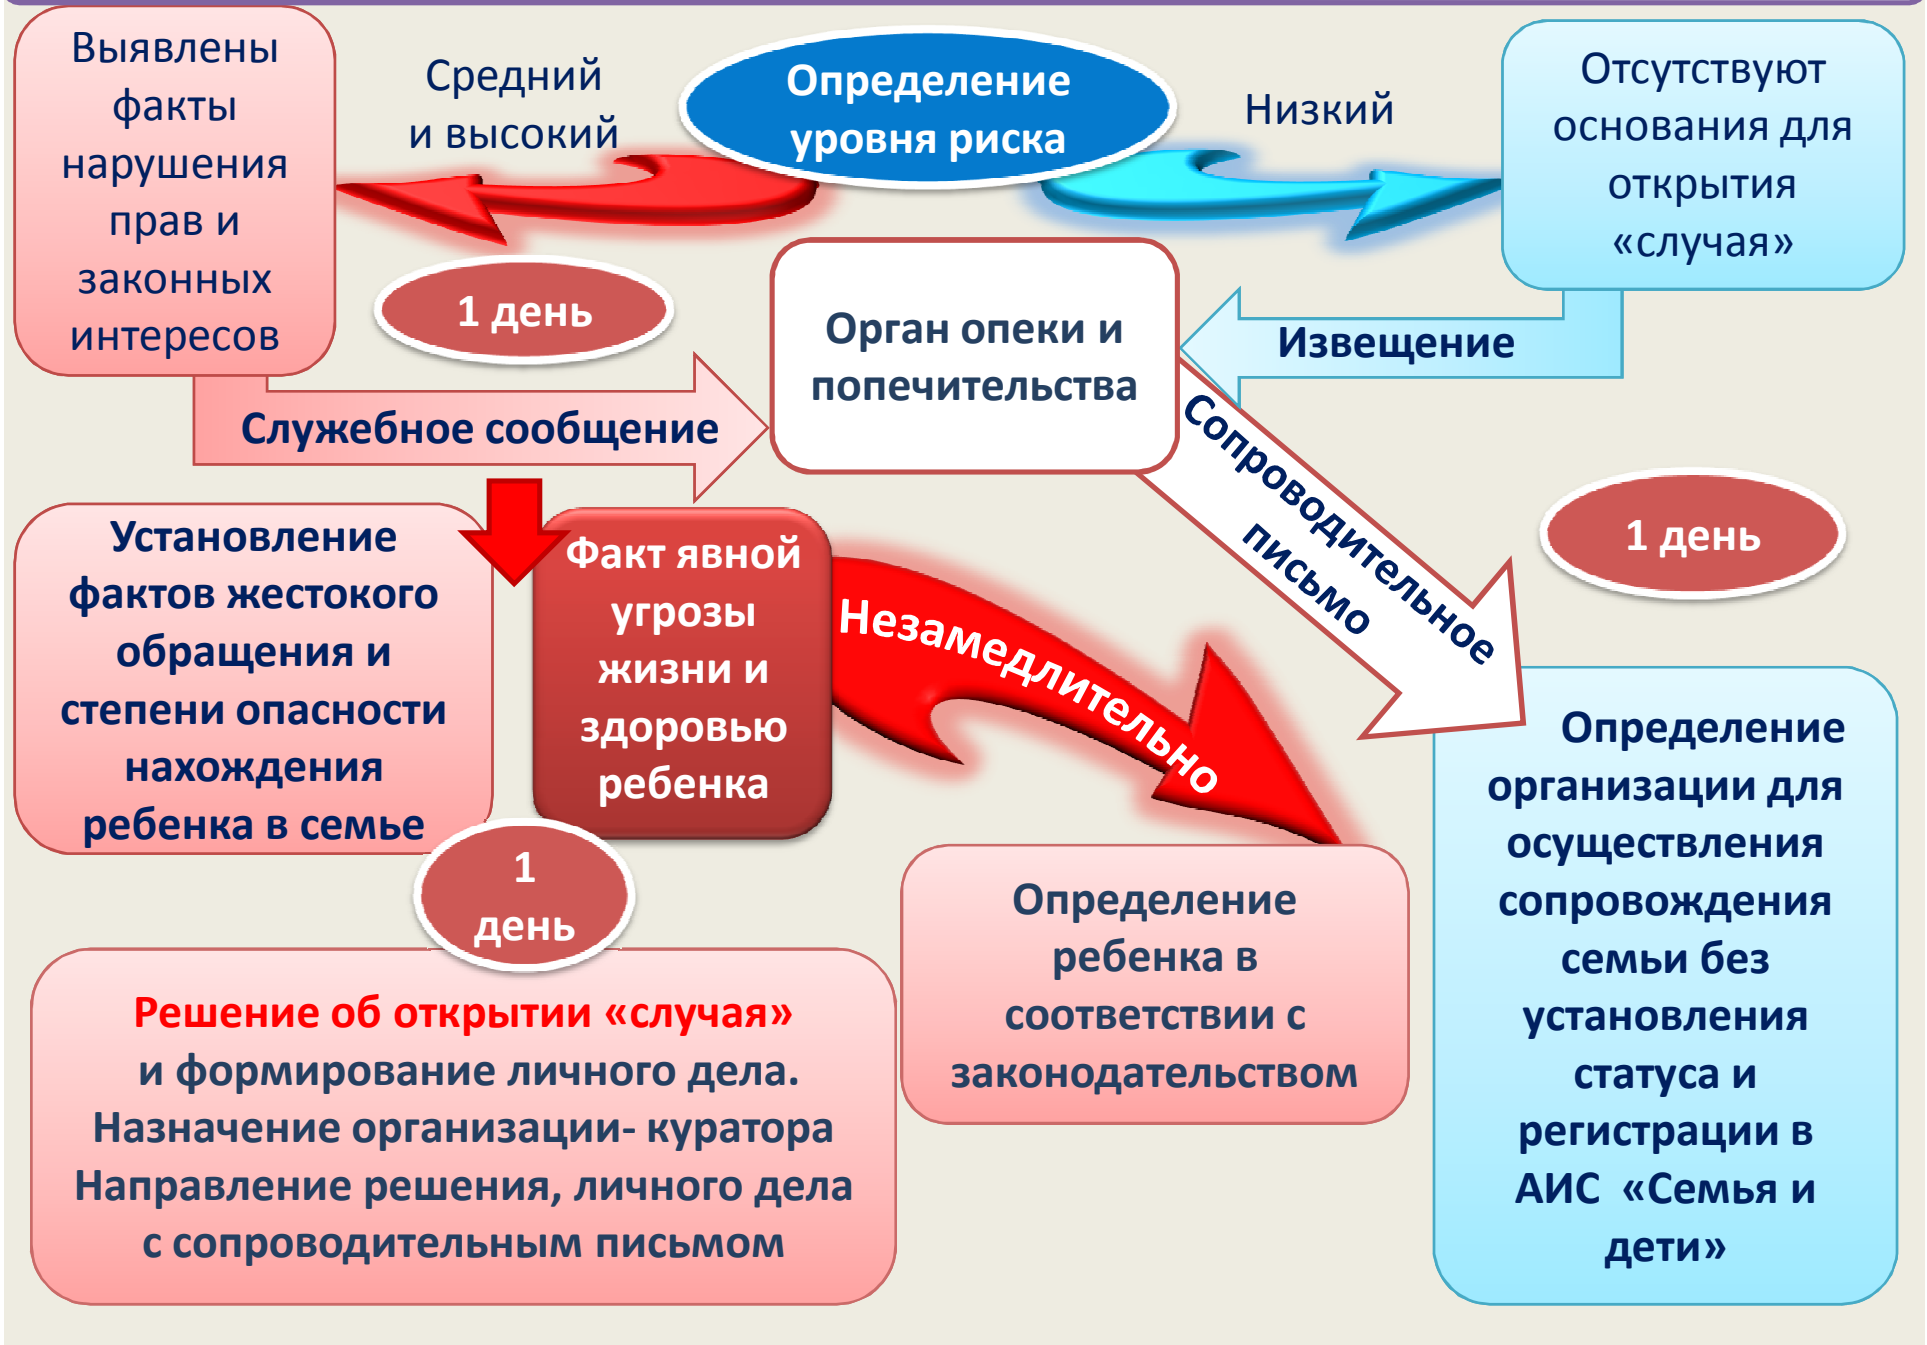 Выявлены
факты
нарушения
прав и
законных
интересов
Средний
и высокий
Определение
уровня риска
Низкий
Отсутствуют
основания для
открытия
«случая»
1 день
Орган опеки и
попечительства
Извещение
Служебное сообщение
Сопроводительное
письмо
1 день
Установление
фактов жестокого
обращения и
степени опасности
нахождения
ребенка в семье
Факт явной
угрозы
жизни и
здоровью
ребенка
Незамедлительно
1
день
Решение об открытии «случая»
и формирование личного дела.
Назначение организации- куратора
Направление решения, личного дела
с сопроводительным письмом
Определение
ребенка в
соответствии с
законодательством
Определение
организации для
осуществления
сопровождения
семьи без
установления
статуса и
регистрации в
АИС «Семья и
дети»